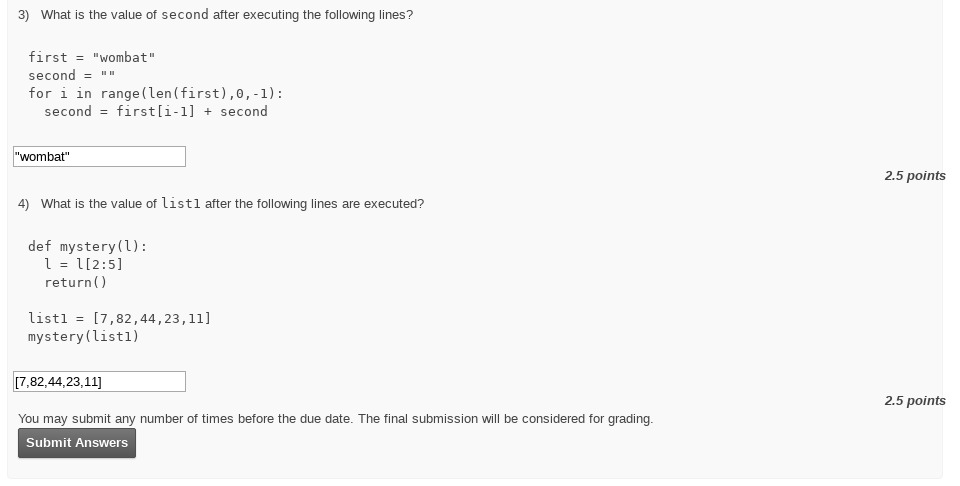 3) What is the value of second after executing the following lines?
first = "wombat"
second = ""
for i in range(len(first),0,-1):
  second = first[i-1] + second
"wombat"
2.5 points
4) What is the value of list1 after the following lines are executed?
def mystery(l):
  l = l[2:5]
  return()
list1 = [7,82,44,23,11]
mystery(list1)
[7,82,44,23,11]
2.5 points
You may submit any number of times before the due date. The final submission will be considered for grading.
Submit Answers